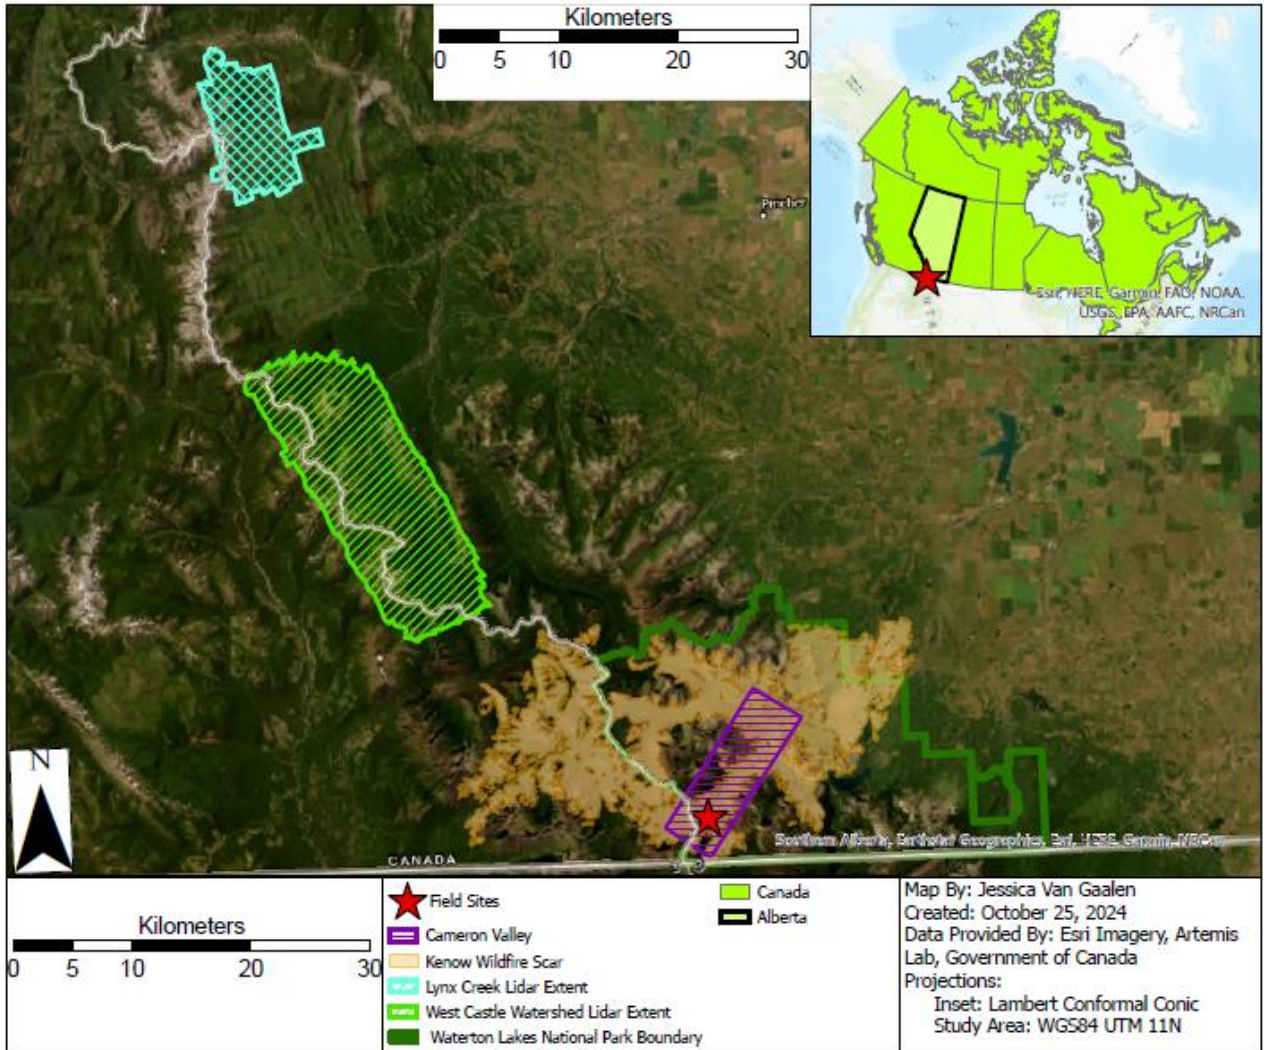 Kilometers
0 5 10 20 30
Pincher
Esri, HERE, Garmin, FAO, NOAA,
USGS, EPA, AAFC, NRCan
N
CANADA
Southern Alberta, Earthstar Geographics, Esri, HERE, Garmin, NRCan
Kilometers
0 5 10 20 30
Field Sites
Cameron Valley
Kenow Wildfire Scar
Lynx Creek Lidar Extent
West Castle Watershed Lidar Extent
Waterton Lakes National Park Boundary
Canada
Alberta
Map By: Jessica Van Gaalen
Created: October 25, 2024
Data Provided By: Esri Imagery, Artemis
Lab, Government of Canada
Projections:
Inset: Lambert Conformal Conic
Study Area: WGS84 UTM 11N